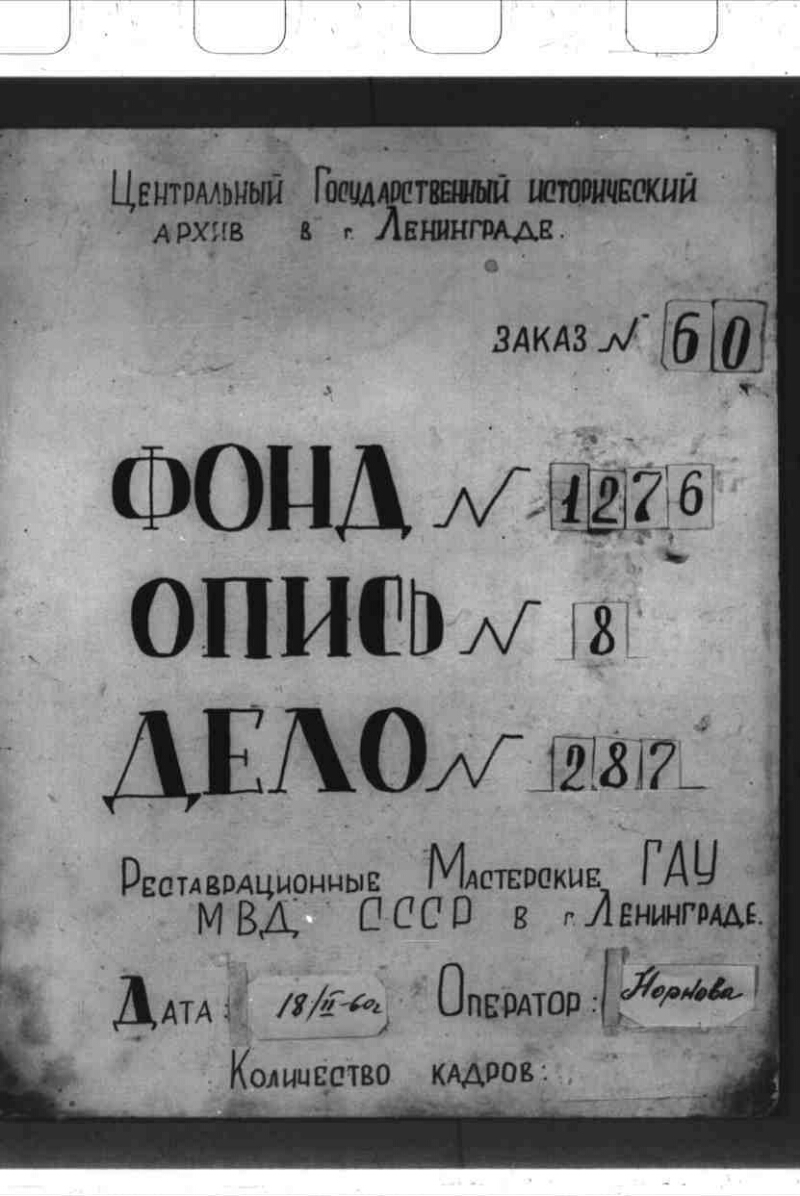 Центральный Государственный исторический
архив в г. Ленинграде.
заказ № 60
ФОНД № 1276
ОПИСЬ № 8
ДЕЛО № 287
Реставрационные Мастерские ГАУ
МВД СССР в г. Ленинграде.
Дата: 18/II-60г Оператор: Норнова
Количество кадров: